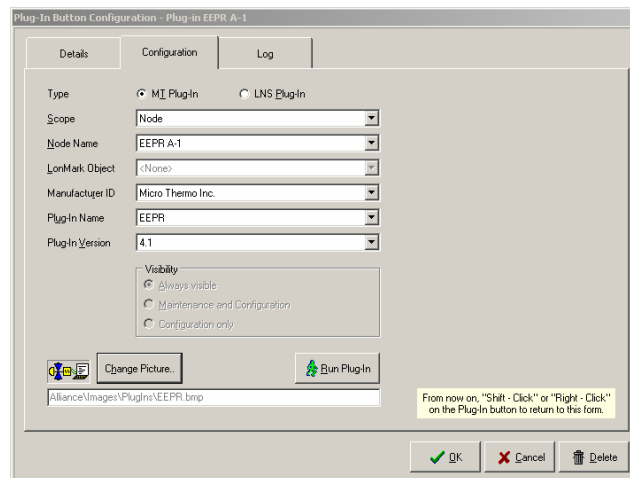 Plug-In Button Configuration - Plug-in EEPR A-1
Details Configuration Log
Type MT Plug-In LNS Plug-In
Scope Node
Node Name EEPR A-1
LonMark Object <None>
Manufacturer ID Micro Thermo Inc.
Plug-In Name EEPR
Plug-In Version 4.1
Visibility
Always visible
Maintenance and Configuration
Configuration only
Change Picture.. Run Plug-In
Alliance\Images\PlugIns\EEPR.bmp
From now on, "Shift - Click" or "Right - Click"
on the Plug-In button to return to this form.
OK Cancel Delete